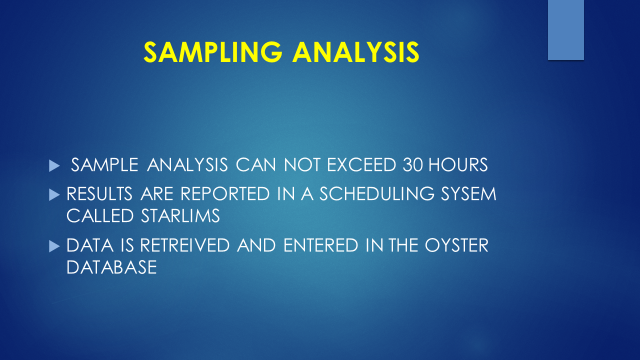 SAMPLING ANALYSIS
SAMPLE ANALYSIS CAN NOT EXCEED 30 HOURS
RESULTS ARE REPORTED IN A SCHEDULING SYSEM
CALLED STARLIMS
DATA IS RETREIVED AND ENTERED IN THE OYSTER
DATABASE